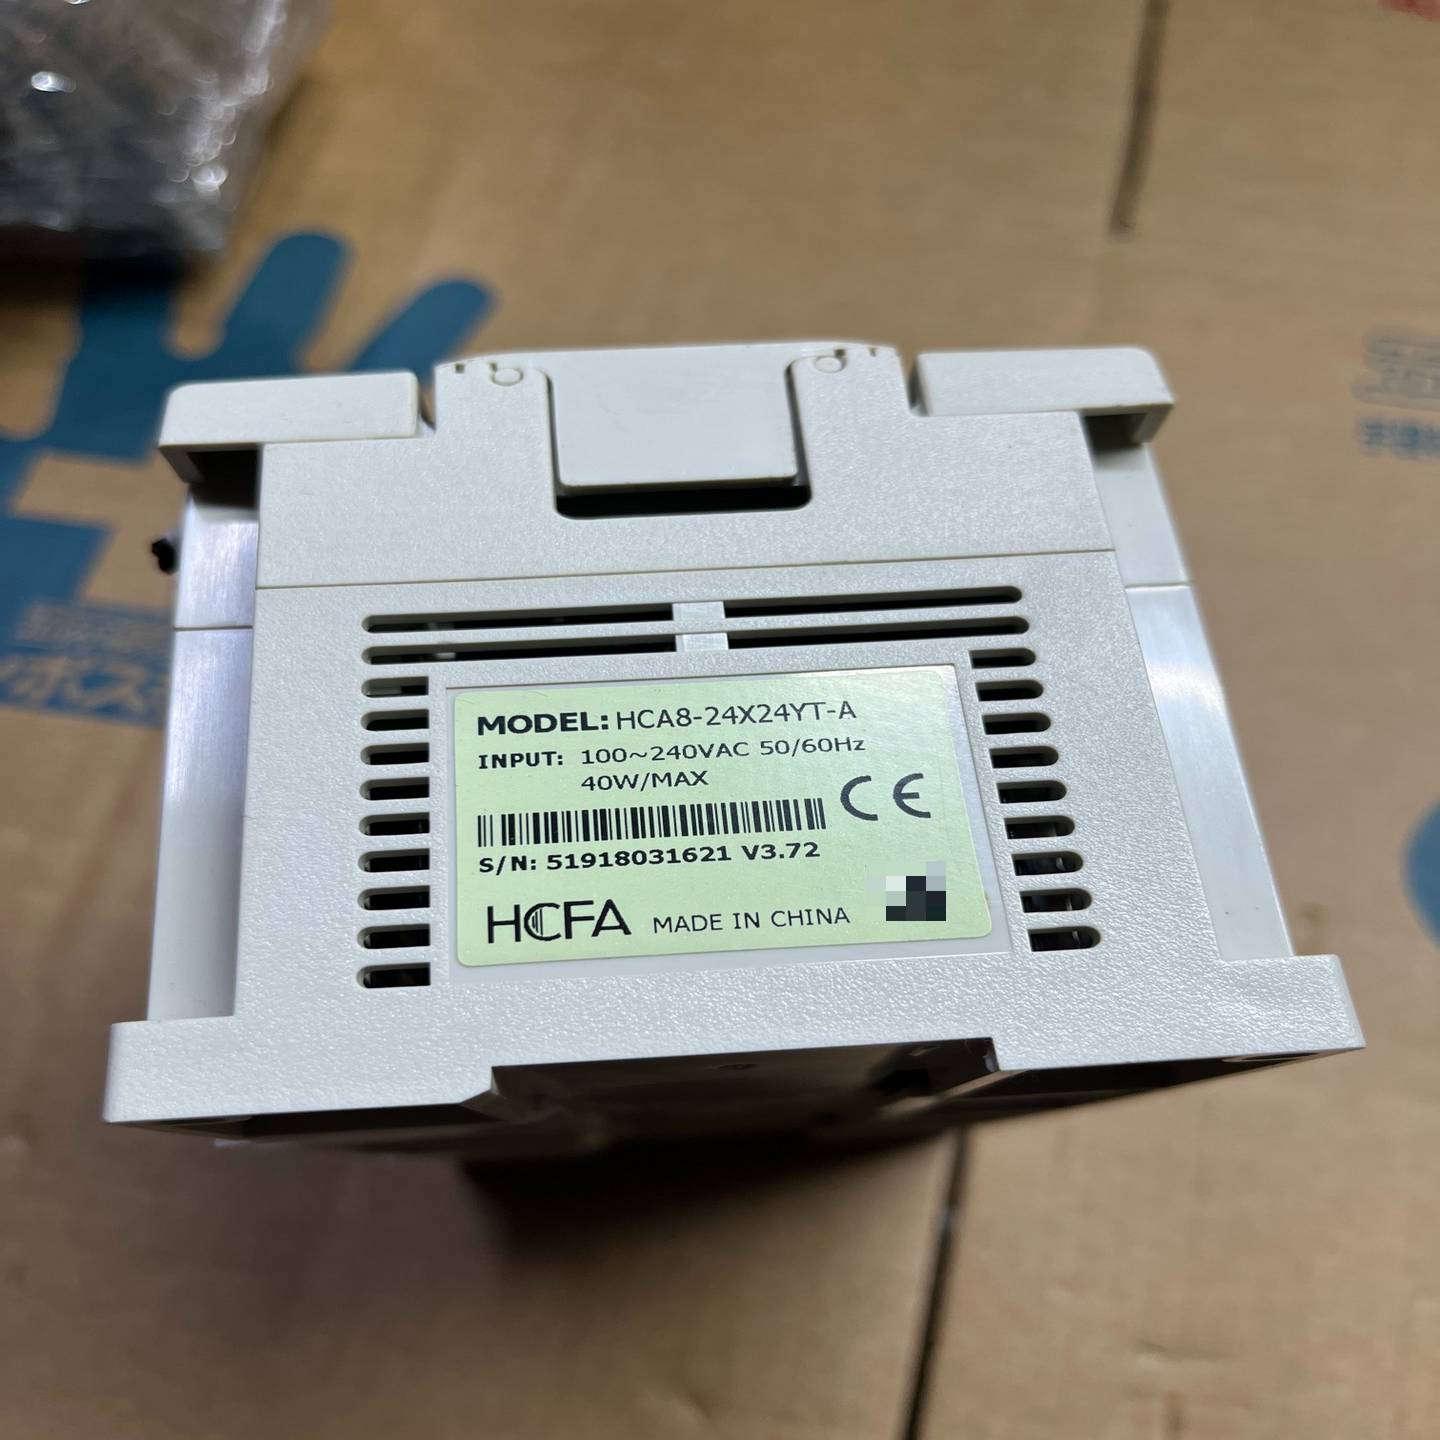 MODEL: HCA8-24X24YT-A
INPUT: 100~240VAC 50/60Hz
40W/MAX
CE
S/N: 51918031621 V3.72
HCFA MADE IN CHINA